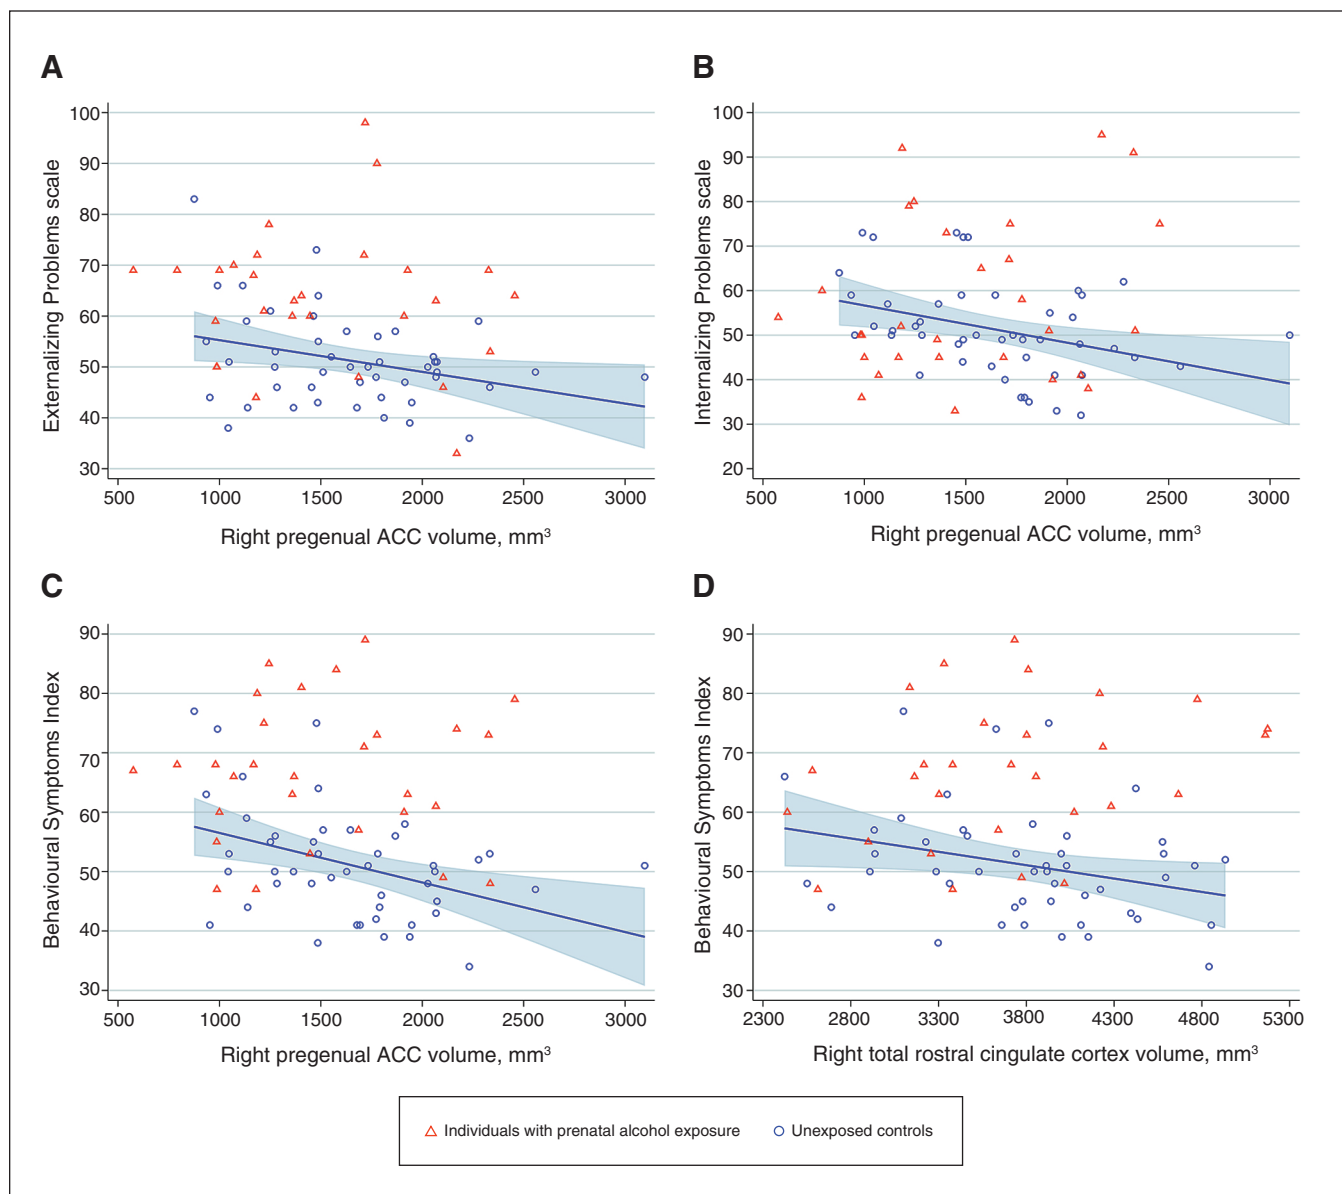 A
Externalizing Problems scale
100
90
80
70
60
50
40
30
500 1000 1500 2000 2500 3000
Right pregenual ACC volume, mm³
B
Internalizing Problems scale
100
90
80
70
60
50
40
30
20
500 1000 1500 2000 2500 3000
Right pregenual ACC volume, mm³
C
Behavioural Symptoms Index
90
80
70
60
50
40
30
500 1000 1500 2000 2500 3000
Right pregenual ACC volume, mm³
D
Behavioural Symptoms Index
90
80
70
60
50
40
30
2300 2800 3300 3800 4300 4800 5300
Right total rostral cingulate cortex volume, mm³
Individuals with prenatal alcohol exposure
Unexposed controls